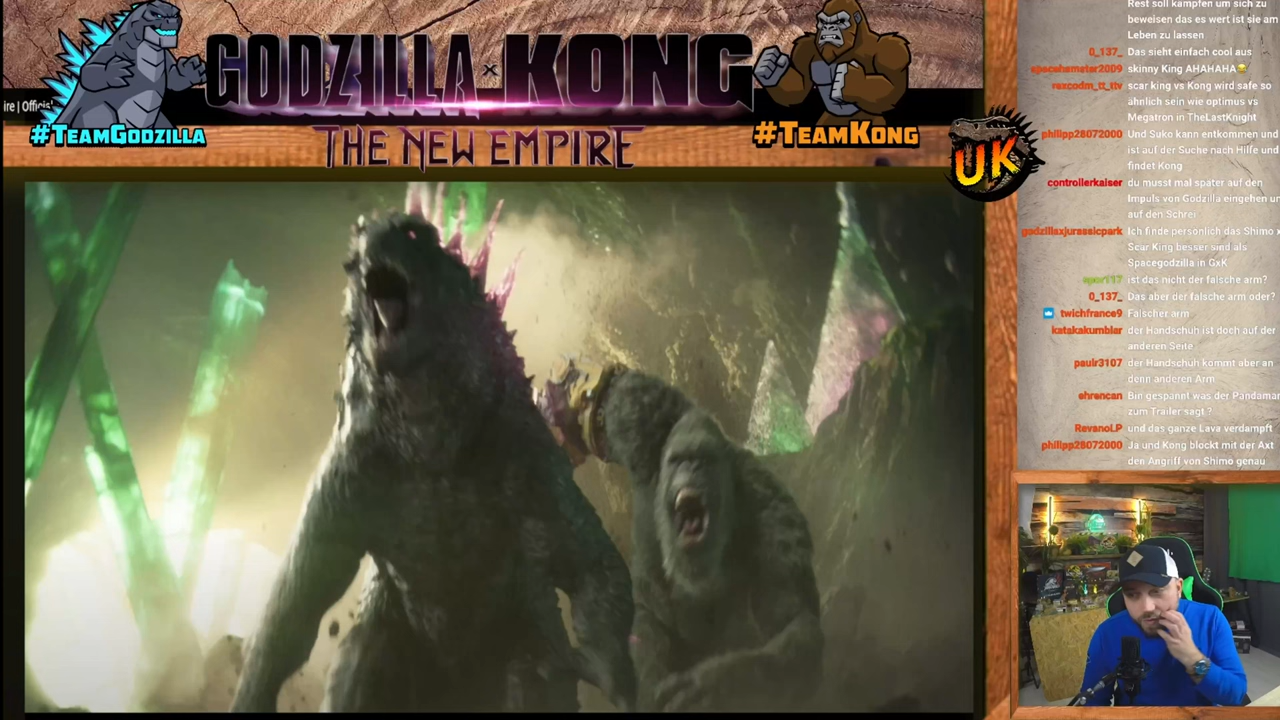 GODZILLA x KONG
THE NEW EMPIRE
#TEAMGODZILLA
#TEAMKONG
UK
ire | Offici
Rest soll kämpfen um sich zu
beweisen das es wert ist sie am
Leben zu lassen
0_137_ Das sieht einfach cool aus
spacehamster2009 skinny King AHAHAHA😂
raxcodm_tt_ttv scar king vs Kong wird safe so
ähnlich sein wie optimus vs
Megatron in TheLastKnight
philipp28072000 Und Suko kann entkommen und
ist auf der Suche nach Hilfe und
findet Kong
controllerkaiser du musst mal später auf den
Impuls von Godzilla eingehen un
auf den Schrei
godzillaxjurassicpark Ich finde persönlich das Shimo x
Scar King besser sind als
Spacegodzilla in GxK
ist das nicht der falsche arm?
0_137_ Das aber der falsche arm oder?
twichfrance9 Falscher arm
katakakumblar der Handschuh ist doch auf der
anderen Seite
paulr3107 der Handschuh kommt aber an
denn anderen Arm
ehrencan Bin gespannt was der Pandamar
zum Trailer sagt ?
RevanoLP und das ganze Lava verdampft
philipp28072000 Ja und Kong blockt mit der Axt
den Angriff von Shimo genau